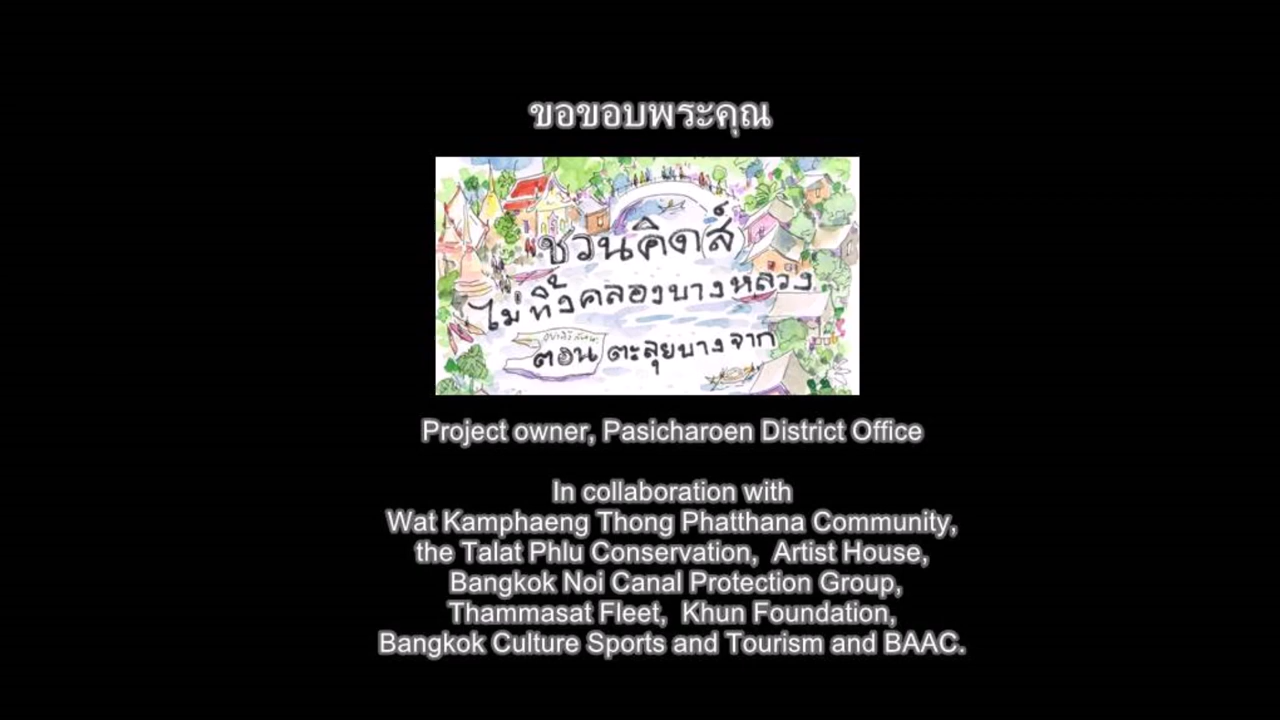 ขอขอบพระคุณ
ชวนคิดส์
ไม่ทิ้งคลองบางหลวง
ตอน ตะลุยบางจาก
Project owner, Pasicharoen District Office
In collaboration with
Wat Kamphaeng Thong Phatthana Community,
the Talat Phlu Conservation, Artist House,
Bangkok Noi Canal Protection Group,
Thammasat Fleet, Khun Foundation,
Bangkok Culture Sports and Tourism and BAAC.